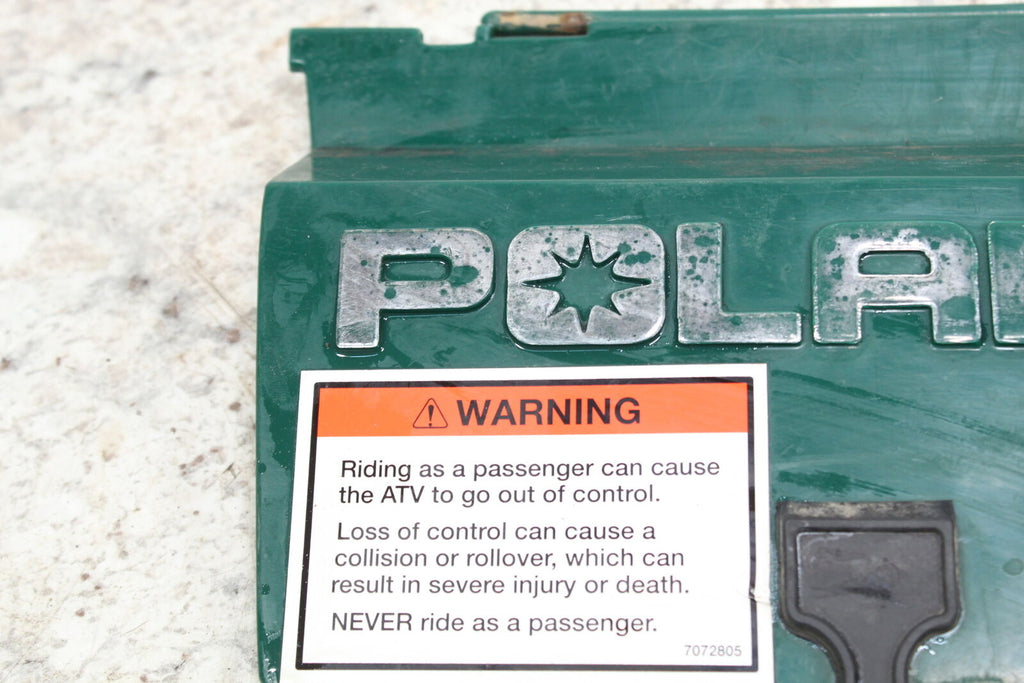 POLA
WARNING
Riding as a passenger can cause
the ATV to go out of control.
Loss of control can cause a
collision or rollover, which can
result in severe injury or death.
NEVER ride as a passenger.
7072805